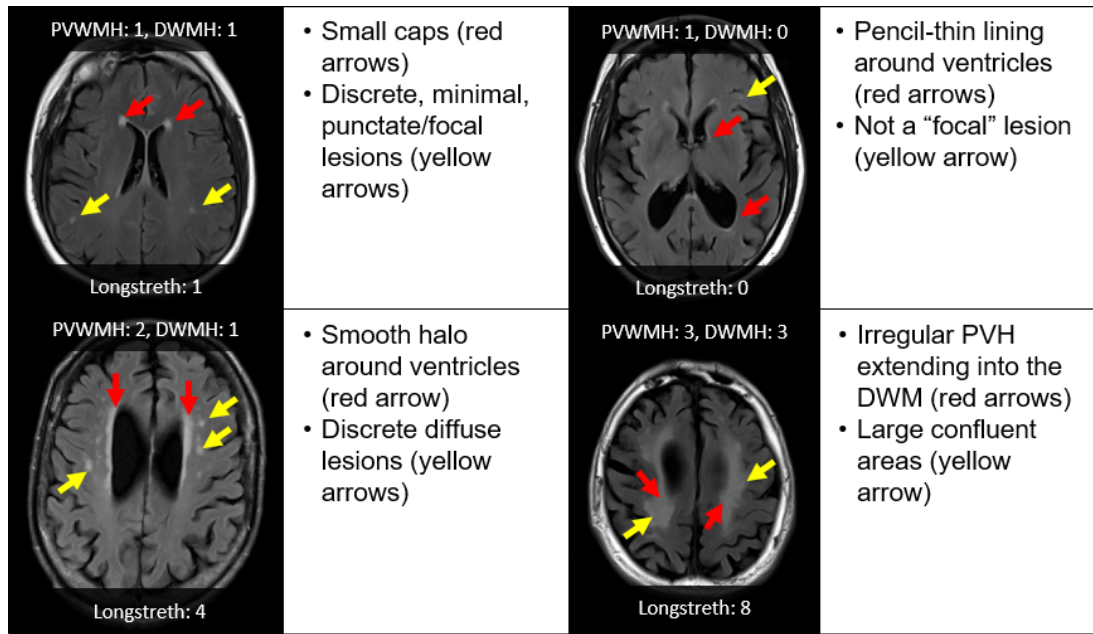 PVWMH: 1, DWMH: 1
Longstreth: 1
• Small caps (red
arrows)
• Discrete, minimal,
punctate/focal
lesions (yellow
arrows)
PVWMH: 1, DWMH: 0
Longstreth: 0
• Pencil-thin lining
around ventricles
(red arrows)
• Not a “focal” lesion
(yellow arrow)
PVWMH: 2, DWMH: 1
Longstreth: 4
• Smooth halo
around ventricles
(red arrow)
• Discrete diffuse
lesions (yellow
arrows)
PVWMH: 3, DWMH: 3
Longstreth: 8
• Irregular PVH
extending into the
DWM (red arrows)
• Large confluent
areas (yellow
arrow)